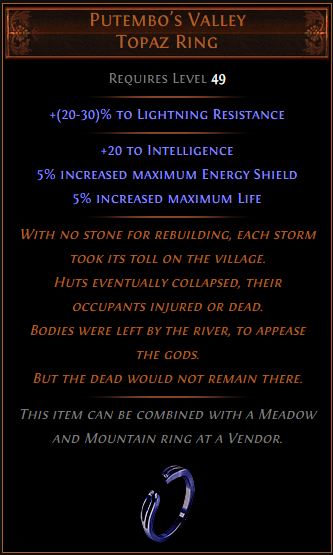 Putembo's Valley
Topaz Ring
Requires Level 49
+(20-30)% to Lightning Resistance
+20 to Intelligence
5% increased maximum Energy Shield
5% increased maximum Life
With no stone for rebuilding, each storm
took its toll on the village.
Huts eventually collapsed, their
occupants injured or dead.
Bodies were left by the river, to appease
the gods.
But the dead would not remain there.
This item can be combined with a Meadow
and Mountain ring at a Vendor.